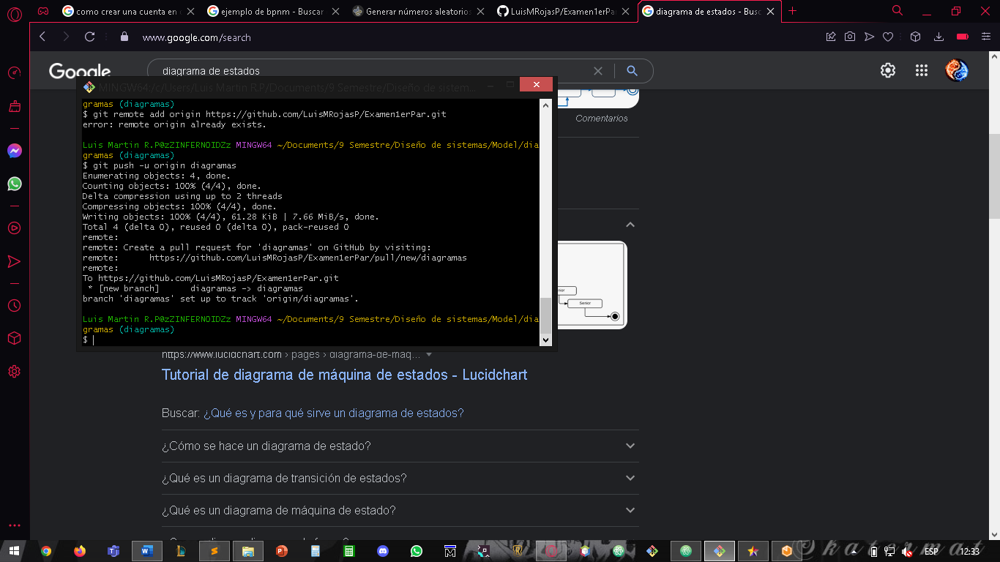 como crear una cuenta en
ejemplo de bpnm - Buscar
Generar números aleatorios
LuisMRojasP/Examen1erPar
diagrama de estados - Busc
www.google.com/search
Google
diagrama de estados
MINGW64:/c/Users/Luis Martin R.P/Documents/9 Semestre/Diseño de sistem...
gramas (diagramas)
$ git remote add origin https://github.com/LuisMRojasP/Examen1erPar.git
error: remote origin already exists.
Luis Martin R.P@zZINFERNOIDZz MINGW64 ~/Documents/9 Semestre/Diseño de sistemas/Model/dia
gramas (diagramas)
$ git push -u origin diagramas
Enumerating objects: 4, done.
Counting objects: 100% (4/4), done.
Delta compression using up to 2 threads
Compressing objects: 100% (4/4), done.
Writing objects: 100% (4/4), 61.28 KiB | 7.66 MiB/s, done.
Total 4 (delta 0), reused 0 (delta 0), pack-reused 0
remote:
remote: Create a pull request for 'diagramas' on GitHub by visiting:
remote:      https://github.com/LuisMRojasP/Examen1erPar/pull/new/diagramas
remote:
To https://github.com/LuisMRojasP/Examen1erPar.git
 * [new branch]      diagramas -> diagramas
branch 'diagramas' set up to track 'origin/diagramas'.
Luis Martin R.P@zZINFERNOIDZz MINGW64 ~/Documents/9 Semestre/Diseño de sistemas/Model/dia
gramas (diagramas)
$
Comentarios
Senior
https://www.lucidchart.com › pages › diagrama-de-maq...
Tutorial de diagrama de máquina de estados - Lucidchart
Buscar: ¿Qué es y para qué sirve un diagrama de estados?
¿Cómo se hace un diagrama de estado?
¿Qué es un diagrama de transición de estados?
¿Qué es un diagrama de máquina de estado?
ESP
12:33